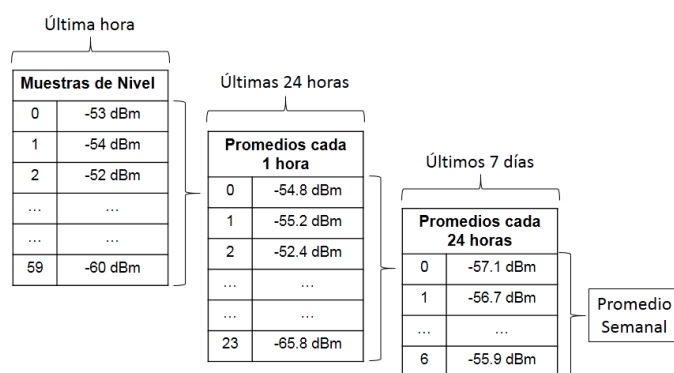 Última hora
Muestras de Nivel
0 -53 dBm
1 -54 dBm
2 -52 dBm
... ...
... ...
59 -60 dBm
Últimas 24 horas
Promedios cada
1 hora
0 -54.8 dBm
1 -55.2 dBm
2 -52.4 dBm
... ...
... ...
23 -65.8 dBm
Últimos 7 días
Promedios cada
24 horas
0 -57.1 dBm
1 -56.7 dBm
... ...
6 -55.9 dBm
Promedio
Semanal